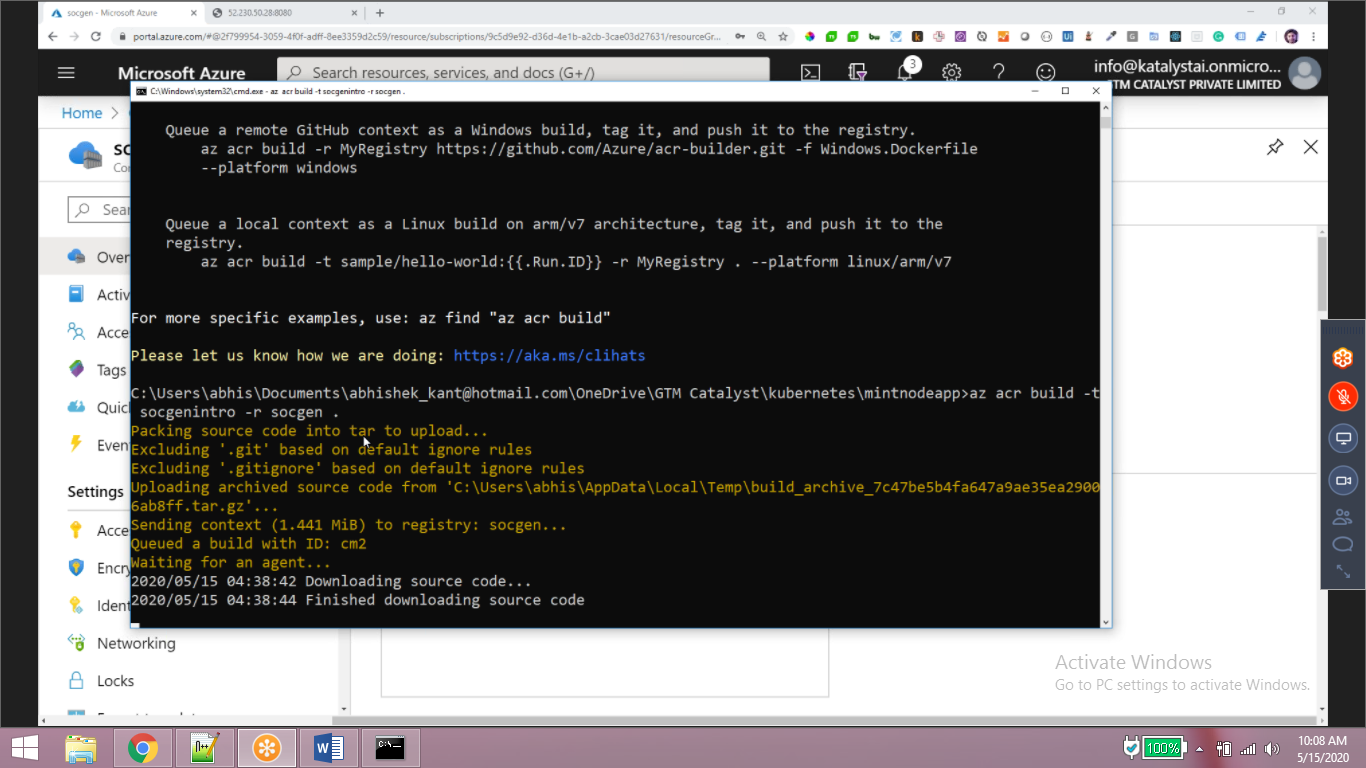 socgen - Microsoft Azure
52.230.50.28:8080
portal.azure.com/#@2f799954-3059-4f0f-adff-8ee3359d2c59/resource/subscriptions/9c5d9e92-d36d-4e1b-a2cb-3cae03d27631/resourceGr...
Microsoft Azure
Search resources, services, and docs (G+/)
3
info@katalystai.onmicro...
GTM CATALYST PRIVATE LIMITED
Home >
C:\Windows\system32\cmd.exe - az acr build -t socgenintro -r socgen .
Queue a remote GitHub context as a Windows build, tag it, and push it to the registry.
az acr build -r MyRegistry https://github.com/Azure/acr-builder.git -f Windows.Dockerfile
--platform windows
Queue a local context as a Linux build on arm/v7 architecture, tag it, and push it to the
registry.
az acr build -t sample/hello-world:{{.Run.ID}} -r MyRegistry . --platform linux/arm/v7
For more specific examples, use: az find "az acr build"
Please let us know how we are doing: https://aka.ms/clihats
C:\Users\abhis\Documents\abhishek_kant@hotmail.com\OneDrive\GTM Catalyst\kubernetes\mintnodeapp>az acr build -t
socgenintro -r socgen .
Packing source code into tar to upload...
Excluding '.git' based on default ignore rules
Excluding '.gitignore' based on default ignore rules
Uploading archived source code from 'C:\Users\abhis\AppData\Local\Temp\build_archive_7c47be5b4fa647a9ae35ea2900
6ab8ff.tar.gz'...
Sending context (1.441 MiB) to registry: socgen...
Queued a build with ID: cm2
Waiting for an agent...
2020/05/15 04:38:42 Downloading source code...
2020/05/15 04:38:44 Finished downloading source code
so
Con
Sear
Over
Activ
Acce
Tags
Quic
Even
Settings
Acce
Encry
Ident
Networking
Locks
Activate Windows
Go to PC settings to activate Windows.
100%
10:08 AM
5/15/2020